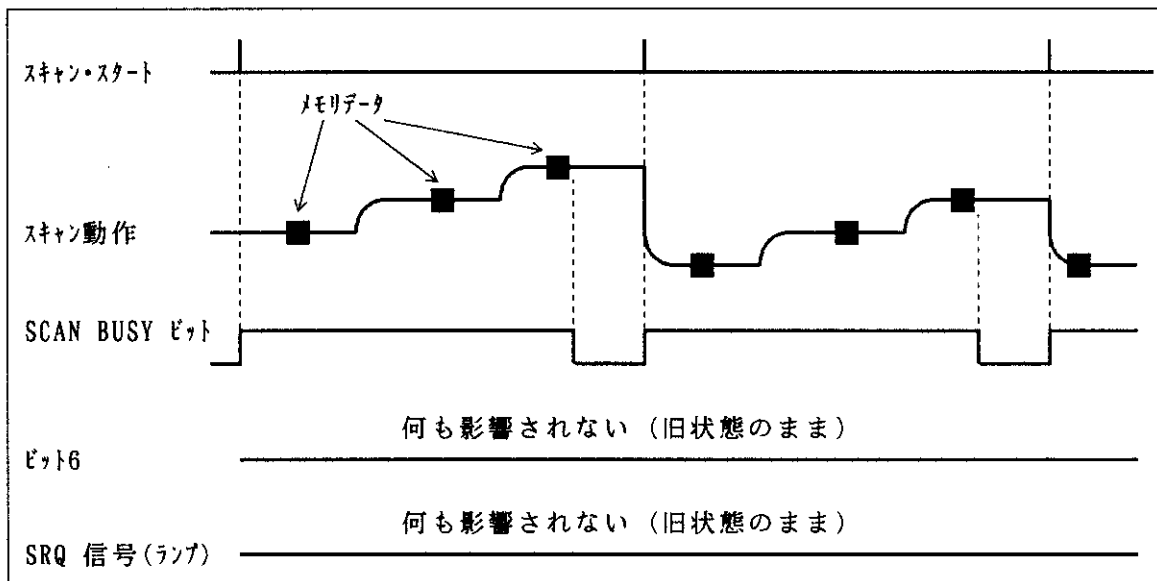 スキャン・スタート
メモリデータ
スキャン動作
SCAN BUSY ビット
何も影響されない (旧状態のまま)
ビット6
何も影響されない (旧状態のまま)
SRQ 信号(ランプ)